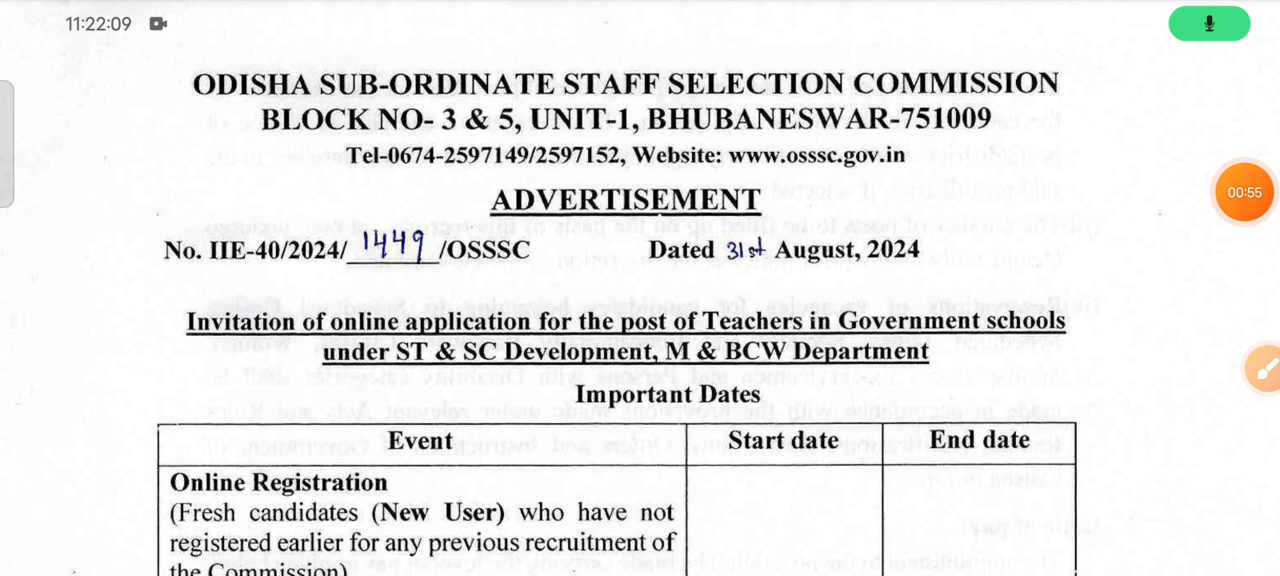 11:22:09
ODISHA SUB-ORDINATE STAFF SELECTION COMMISSION
BLOCK NO- 3 & 5, UNIT-1, BHUBANESWAR-751009
Tel-0674-2597149/2597152, Website: www.osssc.gov.in
00:55
ADVERTISEMENT
No. IIE-40/2024/ 1449 /OSSSC Dated 31st August, 2024
Invitation of online application for the post of Teachers in Government schools
under ST & SC Development, M & BCW Department
Important Dates
Event Start date End date
Online Registration
(Fresh candidates (New User) who have not
registered earlier for any previous recruitment of
the Commission)